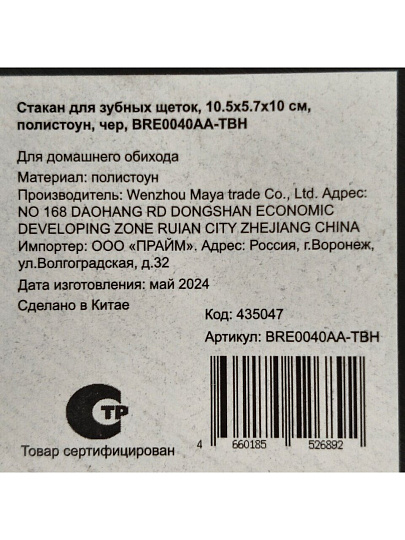 Стакан для зубных щеток, 10.5х5.7х10 см,
полистоун, чер, BRE0040AA-TBH
Для домашнего обихода
Материал: полистоун
Производитель: Wenzhou Maya trade Co., Ltd. Адрес:
NO 168 DAOHANG RD DONGSHAN ECONOMIC
DEVELOPING ZONE RUIAN CITY ZHEJIANG CHINA
Импортер: ООО «ПРАЙМ». Адрес: Россия, г.Воронеж,
ул.Волгоградская, д.32
Дата изготовления: май 2024
Сделано в Китае
Код: 435047
Артикул: BRE0040AA-TBH
СТР
Товар сертифицирован
4 660185 526892